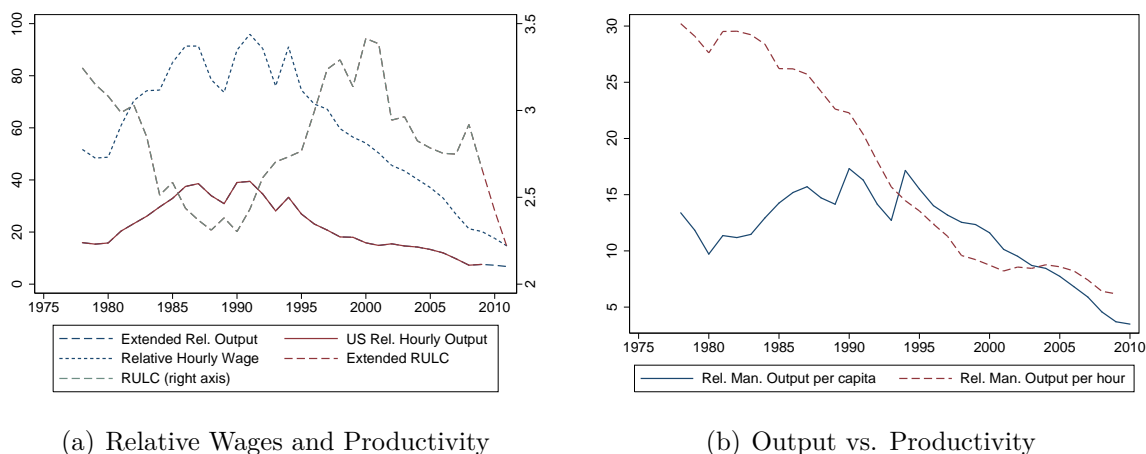 100
80
60
40
20
0
3.5
3
2.5
2
1975 1980 1985 1990 1995 2000 2005 2010
Extended Rel. Output
US Rel. Hourly Output
Relative Hourly Wage
Extended RULC
RULC (right axis)
(a) Relative Wages and Productivity
30
25
20
15
10
5
1975 1980 1985 1990 1995 2000 2005 2010
Rel. Man. Output per capita
Rel. Man. Output per hour
(b) Output vs. Productivity